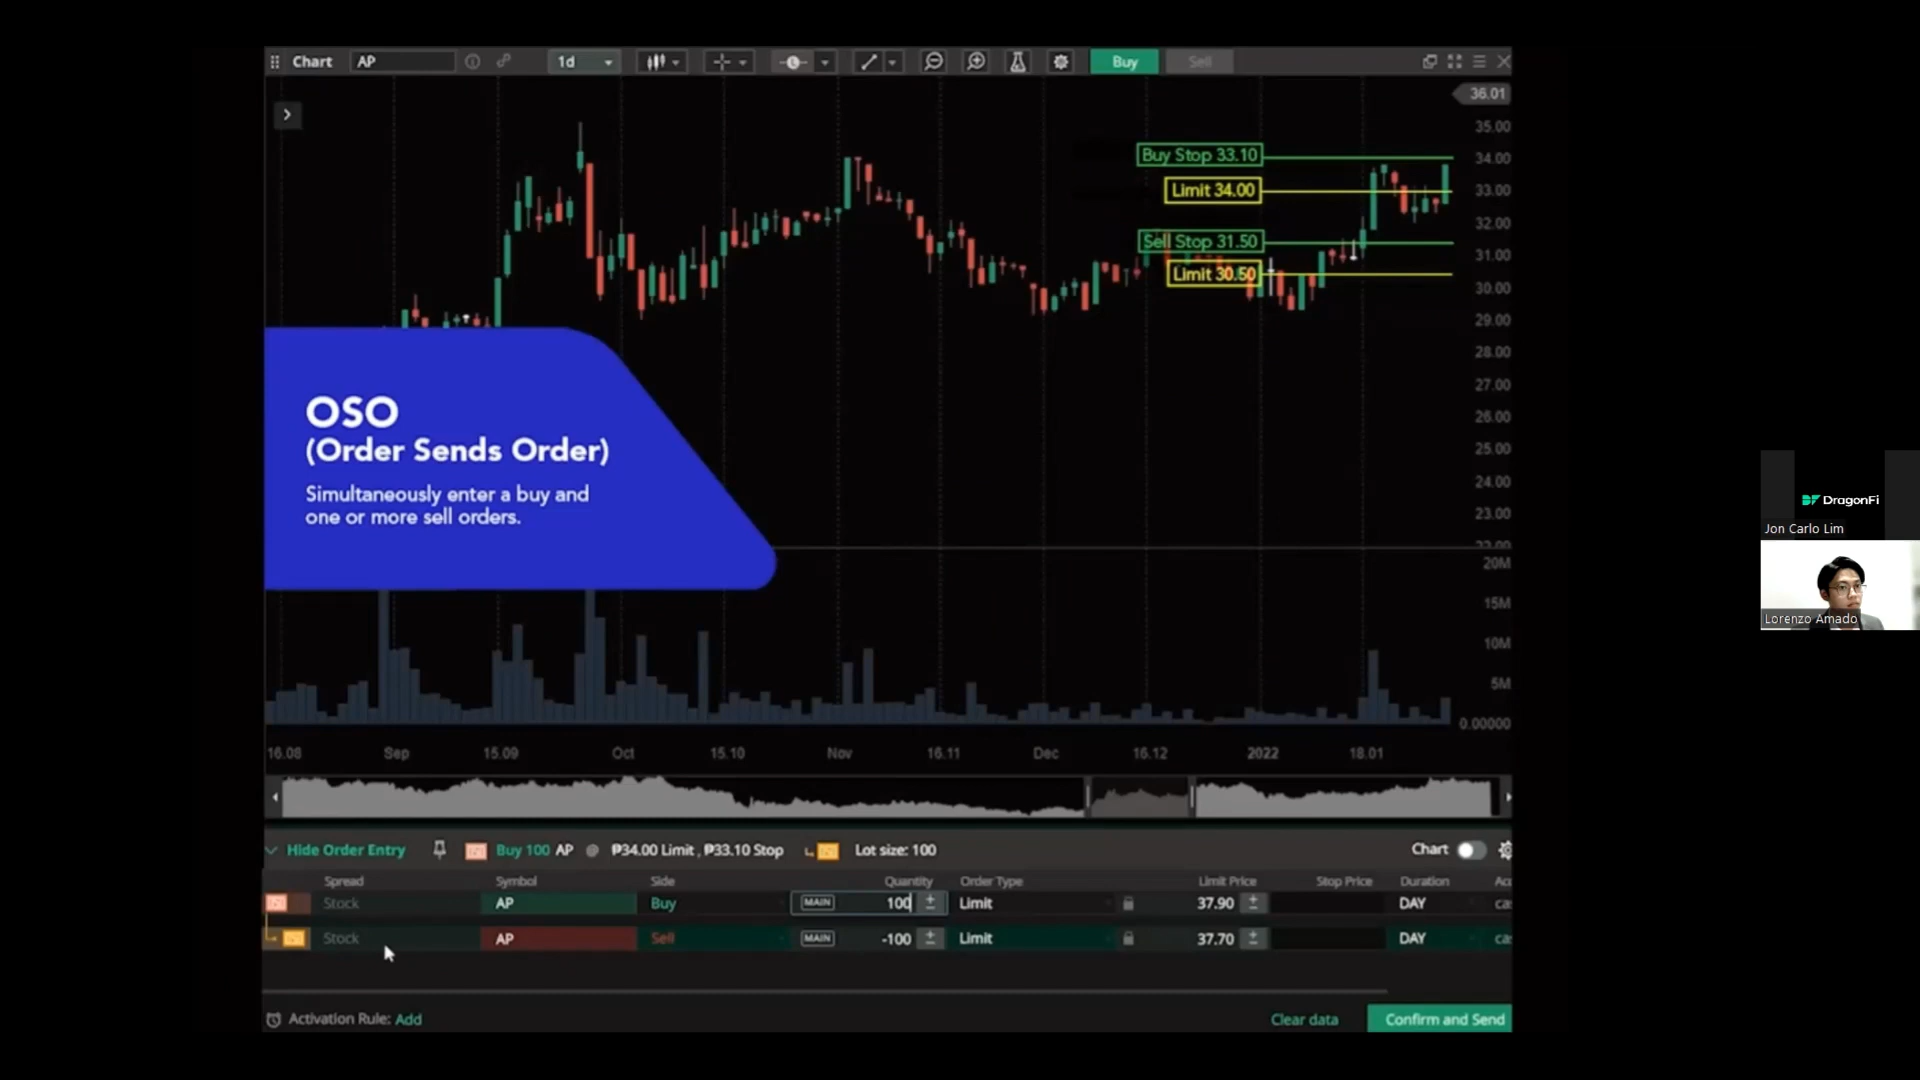 Chart AP 1d Buy Sell
36.01
35.00
34.00
33.00
32.00
31.00
30.00
29.00
28.00
27.00
26.00
25.00
24.00
23.00
22.00
Buy Stop 33.10
Limit 34.00
Sell Stop 31.50
Limit 30.50
OSO
(Order Sends Order)
Simultaneously enter a buy and
one or more sell orders.
20M
15M
10M
5M
0.00000
16.08 Sep 15.09 Oct 15.10 Nov 16.11 Dec 16.12 2022 18.01
Hide Order Entry Buy 100 AP @ ₱34.00 Limit , ₱33.10 Stop Lot size: 100 Chart
Spread Symbol Side Quantity Order Type Limit Price Stop Price Duration Acc
Stock AP Buy MAIN 100 Limit 37.90 DAY ca
Stock AP Sell MAIN -100 Limit 37.70 DAY ca
Activation Rule: Add Clear data Confirm and Send
DragonFi
Jon Carlo Lim
Lorenzo Amado